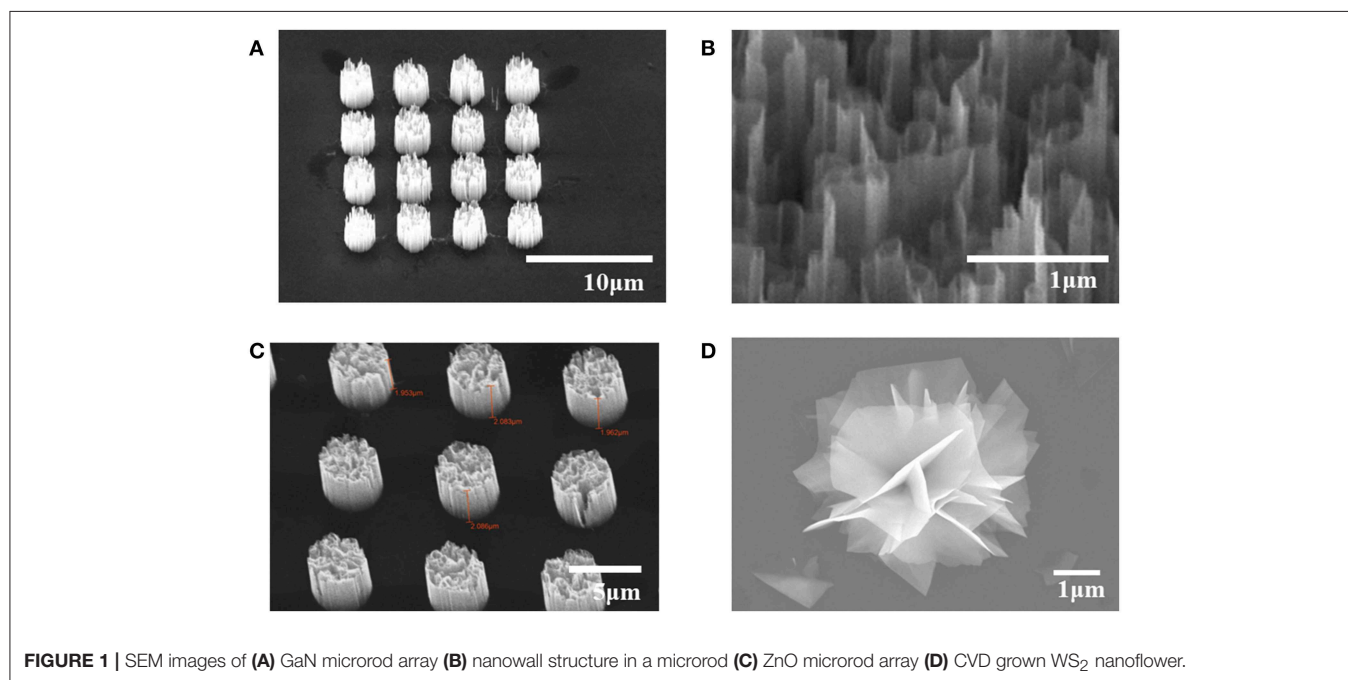 A
10μm
B
1μm
C
1.953μm
2.083μm
1.962μm
2.086μm
5μm
D
1μm
FIGURE 1 | SEM images of (A) GaN microrod array (B) nanowall structure in a microrod (C) ZnO microrod array (D) CVD grown WS₂ nanoflower.